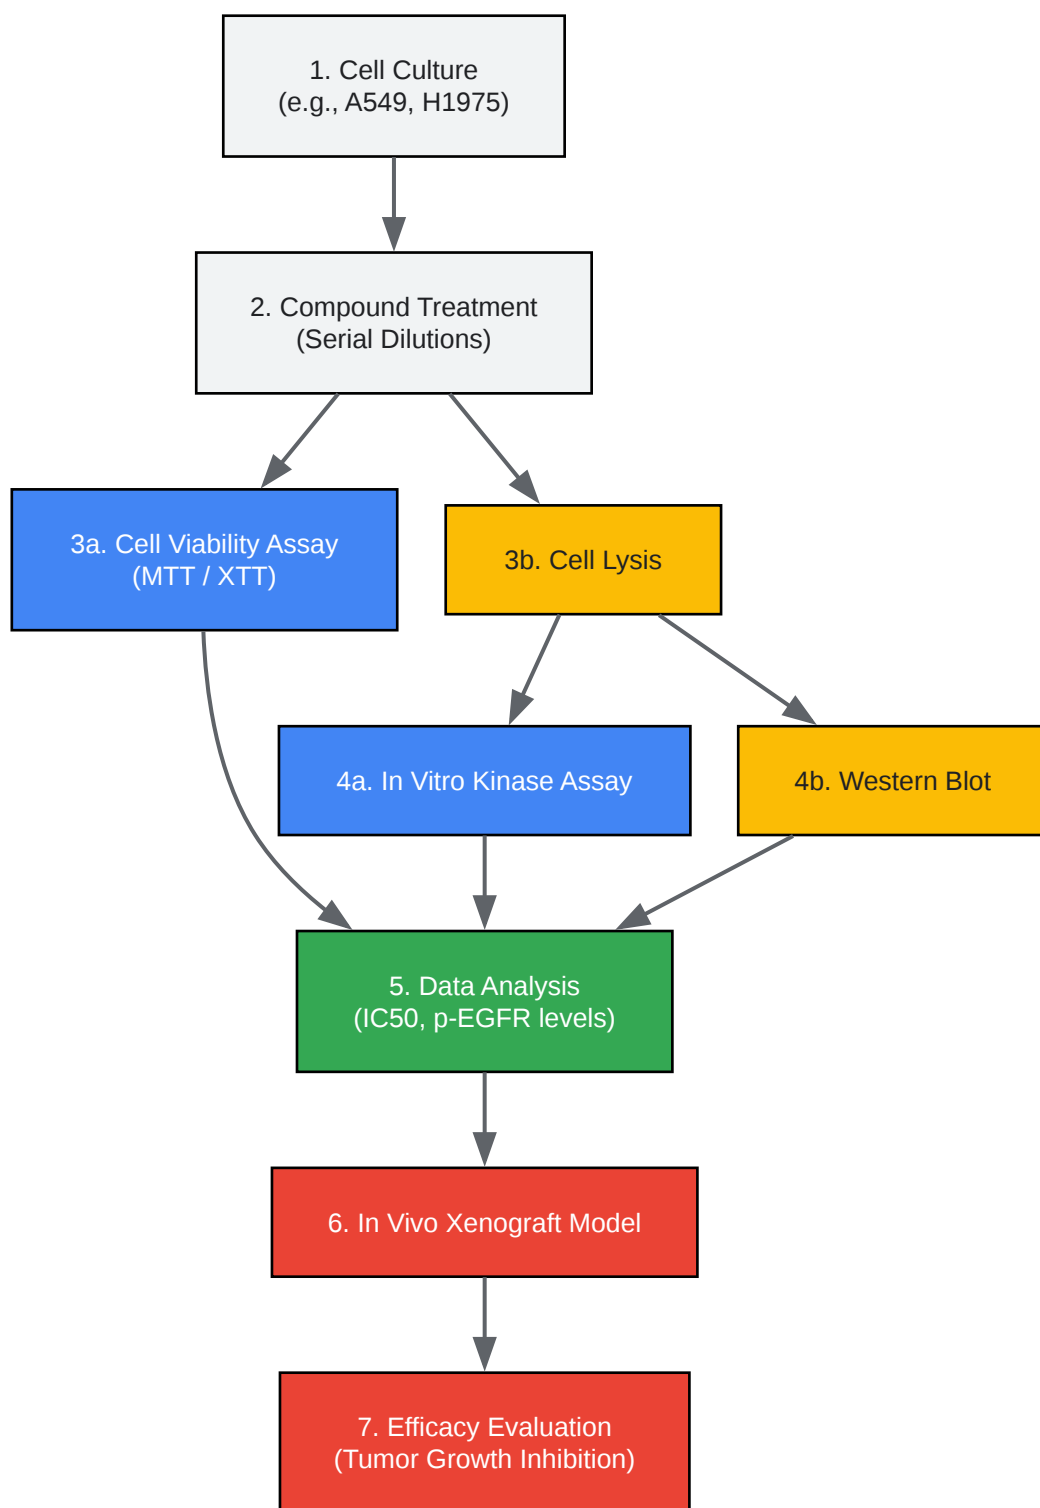 1. Cell Culture
(e.g., A549, H1975)
2. Compound Treatment
(Serial Dilutions)
3a. Cell Viability Assay
(MTT / XTT)
3b. Cell Lysis
4a. In Vitro Kinase Assay
4b. Western Blot
5. Data Analysis
(IC50, p-EGFR levels)
6. In Vivo Xenograft Model
7. Efficacy Evaluation
(Tumor Growth Inhibition)